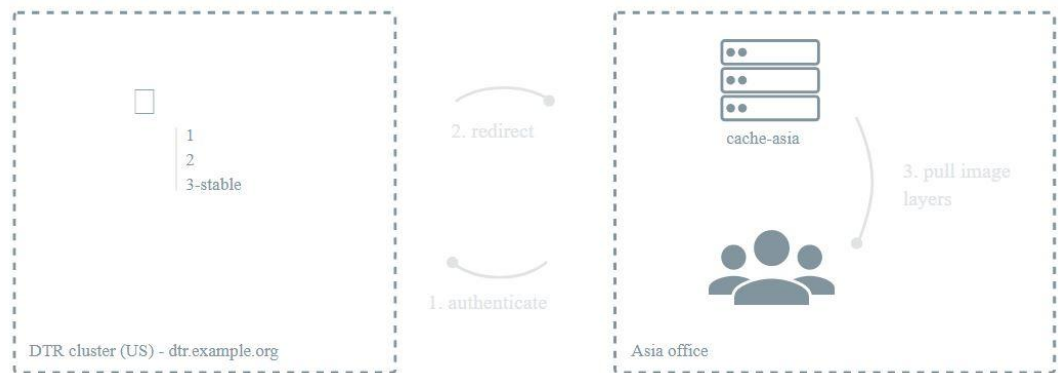 1
2
3-stable
DTR cluster (US) - dtr.example.org
2. redirect
1. authenticate
cache-asia
3. pull image
layers
Asia office